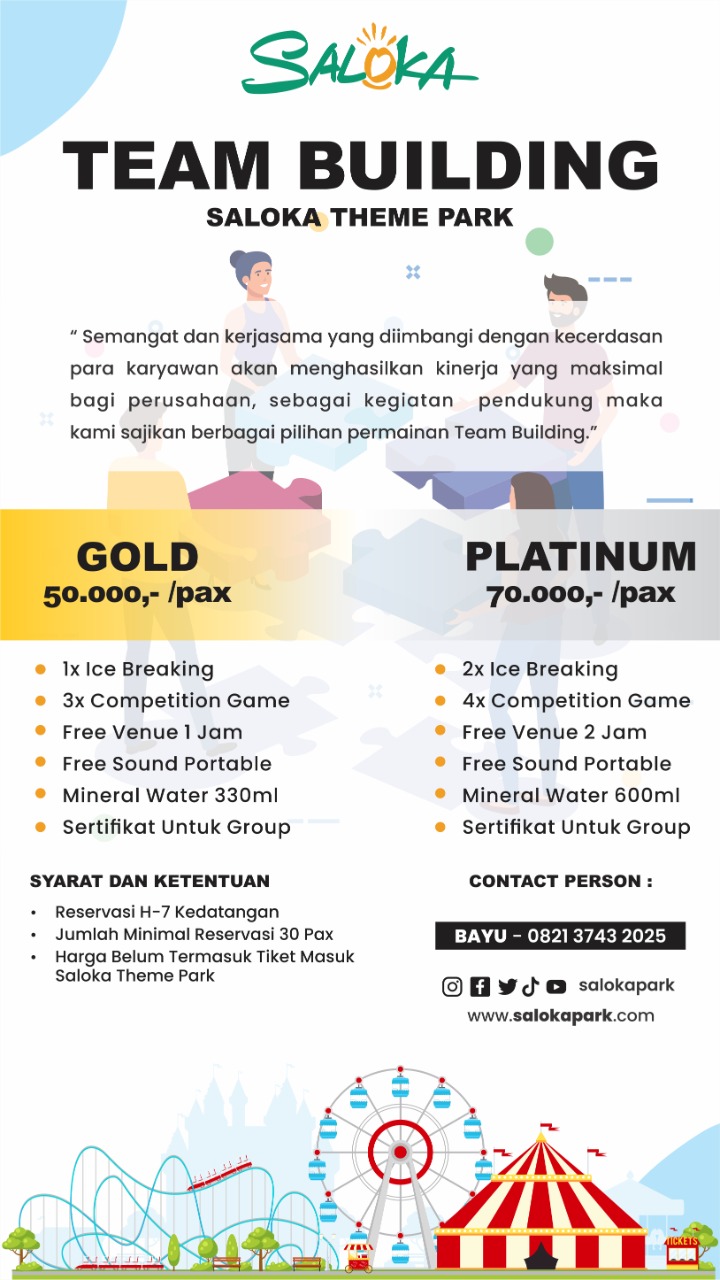 SALOKA
TEAM BUILDING
SALOKA THEME PARK
“ Semangat dan kerjasama yang diimbangi dengan kecerdasan
para karyawan akan menghasilkan kinerja yang maksimal
bagi perusahaan, sebagai kegiatan pendukung maka
kami sajikan berbagai pilihan permainan Team Building.”
GOLD
50.000,- /pax
1x Ice Breaking
3x Competition Game
Free Venue 1 Jam
Free Sound Portable
Mineral Water 330ml
Sertifikat Untuk Group
PLATINUM
70.000,- /pax
2x Ice Breaking
4x Competition Game
Free Venue 2 Jam
Free Sound Portable
Mineral Water 600ml
Sertifikat Untuk Group
SYARAT DAN KETENTUAN
• Reservasi H-7 Kedatangan
• Jumlah Minimal Reservasi 30 Pax
• Harga Belum Termasuk Tiket Masuk
Saloka Theme Park
CONTACT PERSON :
BAYU - 0821 3743 2025
salokapark
www.salokapark.com
TICKETS